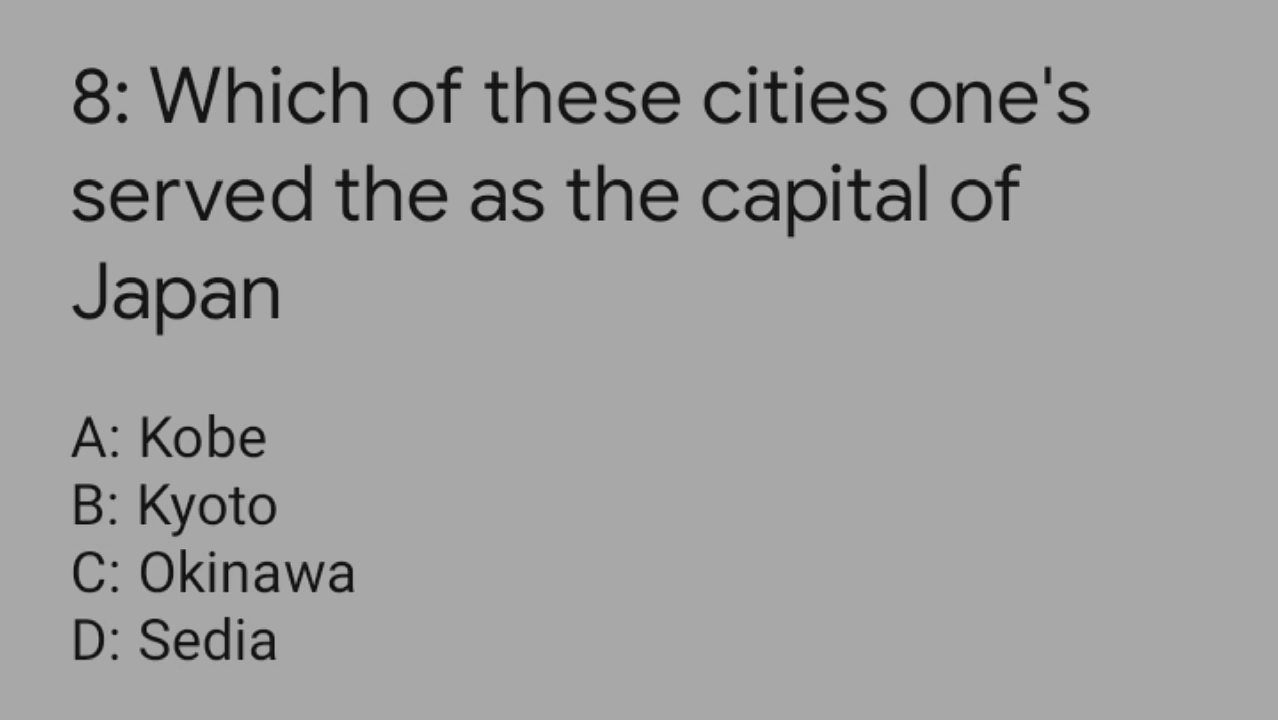 8: Which of these cities one's
served the as the capital of
Japan
A: Kobe
B: Kyoto
C: Okinawa
D: Sedia